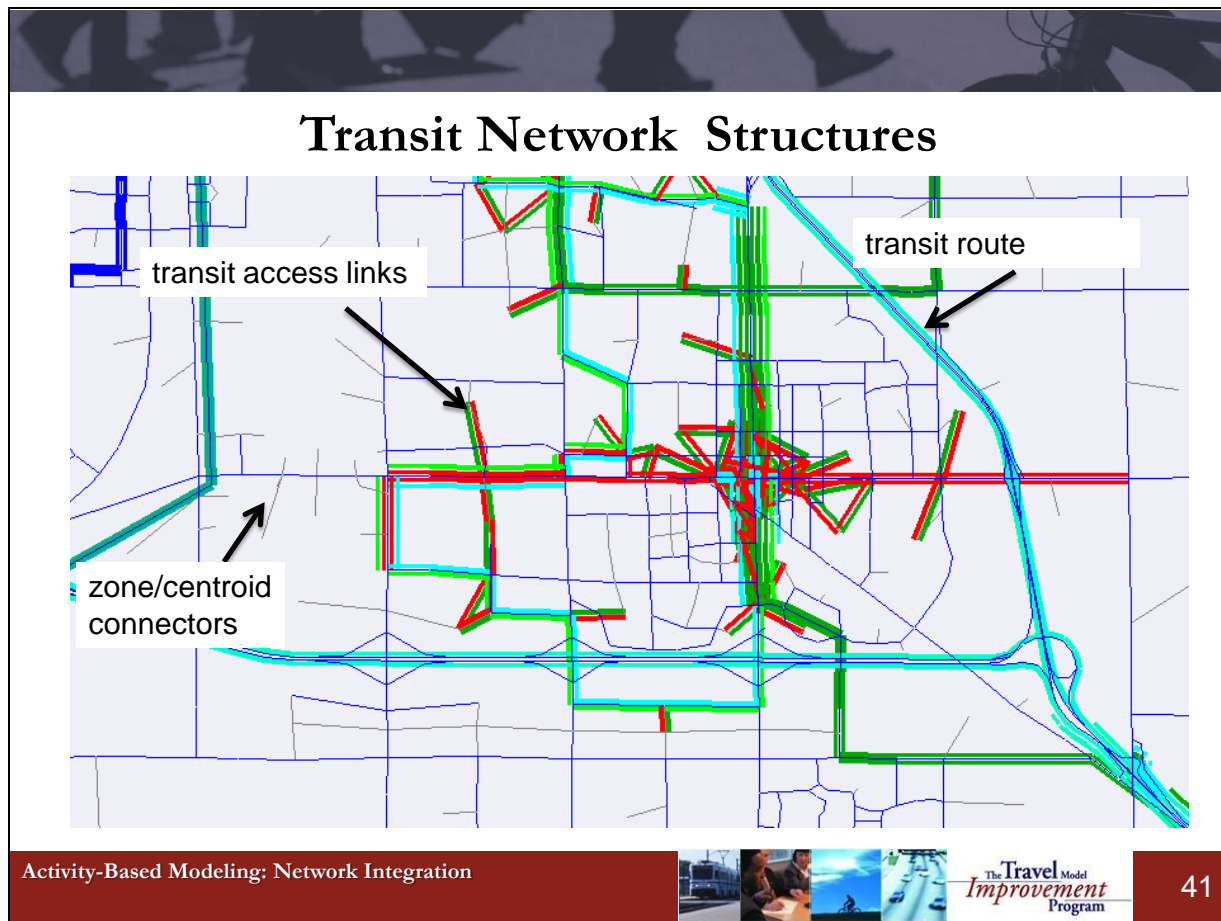 Transit Network Structures
transit route
transit access links
zone/centroid
connectors
Activity-Based Modeling: Network Integration
The Travel Model
Improvement
Program
41